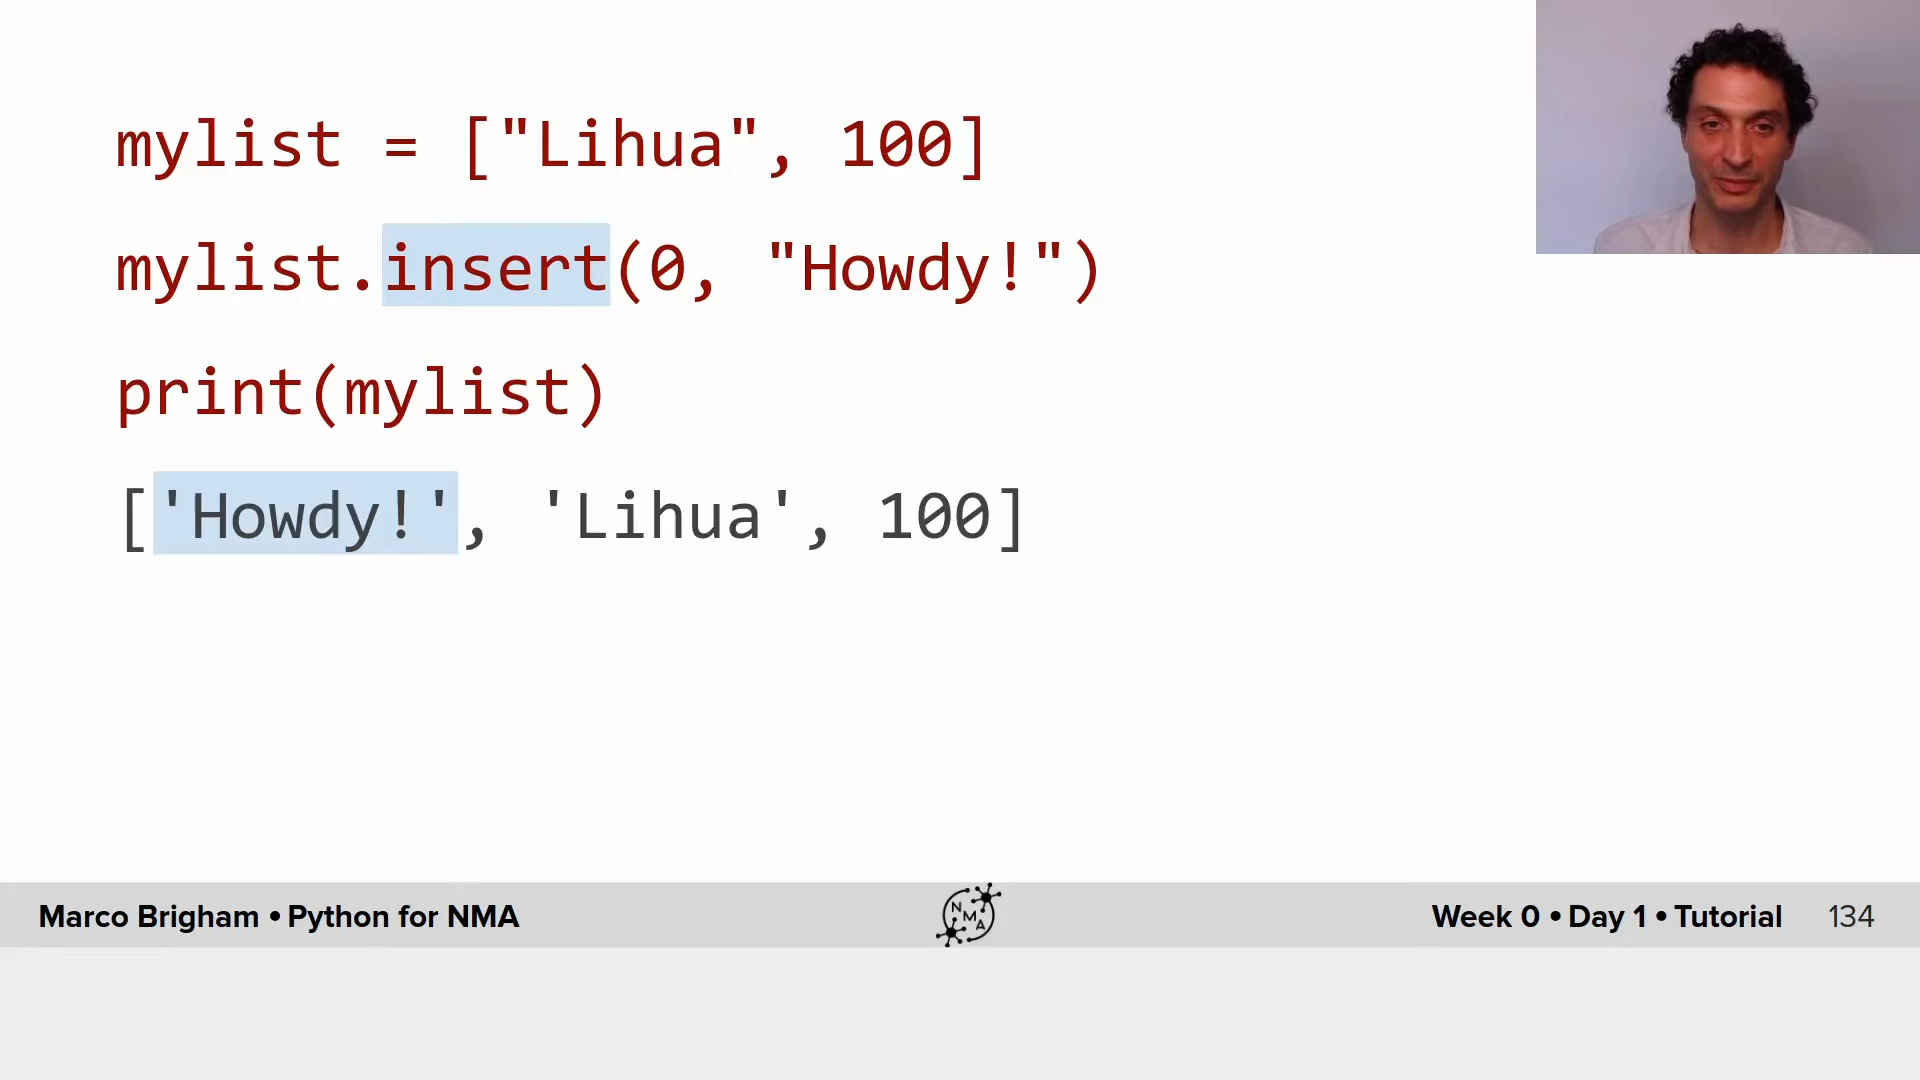 mylist = ["Lihua", 100]
mylist.insert(0, "Howdy!")
print(mylist)
['Howdy!', 'Lihua', 100]
Marco Brigham • Python for NMA
NMA
Week 0 • Day 1 • Tutorial 134